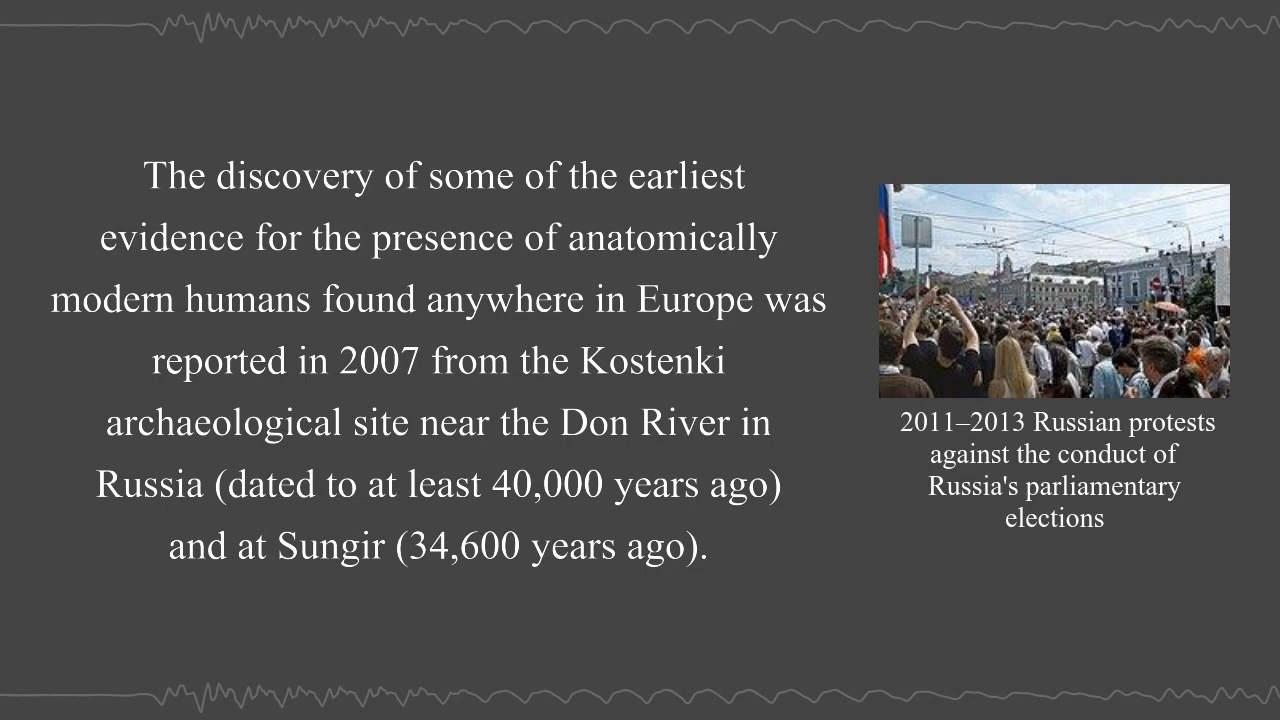 The discovery of some of the earliest
evidence for the presence of anatomically
modern humans found anywhere in Europe was
reported in 2007 from the Kostenki
archaeological site near the Don River in
Russia (dated to at least 40,000 years ago)
and at Sungir (34,600 years ago).
2011–2013 Russian protests
against the conduct of
Russia's parliamentary
elections